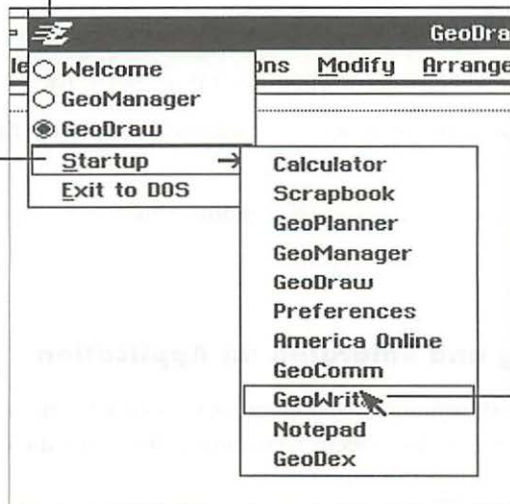 GeoDra
le ons Modify Arrange
Welcome
GeoManager
GeoDraw
Startup
Exit to DOS
Calculator
Scrapbook
GeoPlanner
GeoManager
GeoDraw
Preferences
America Online
GeoComm
GeoWrit
Notepad
GeoDex